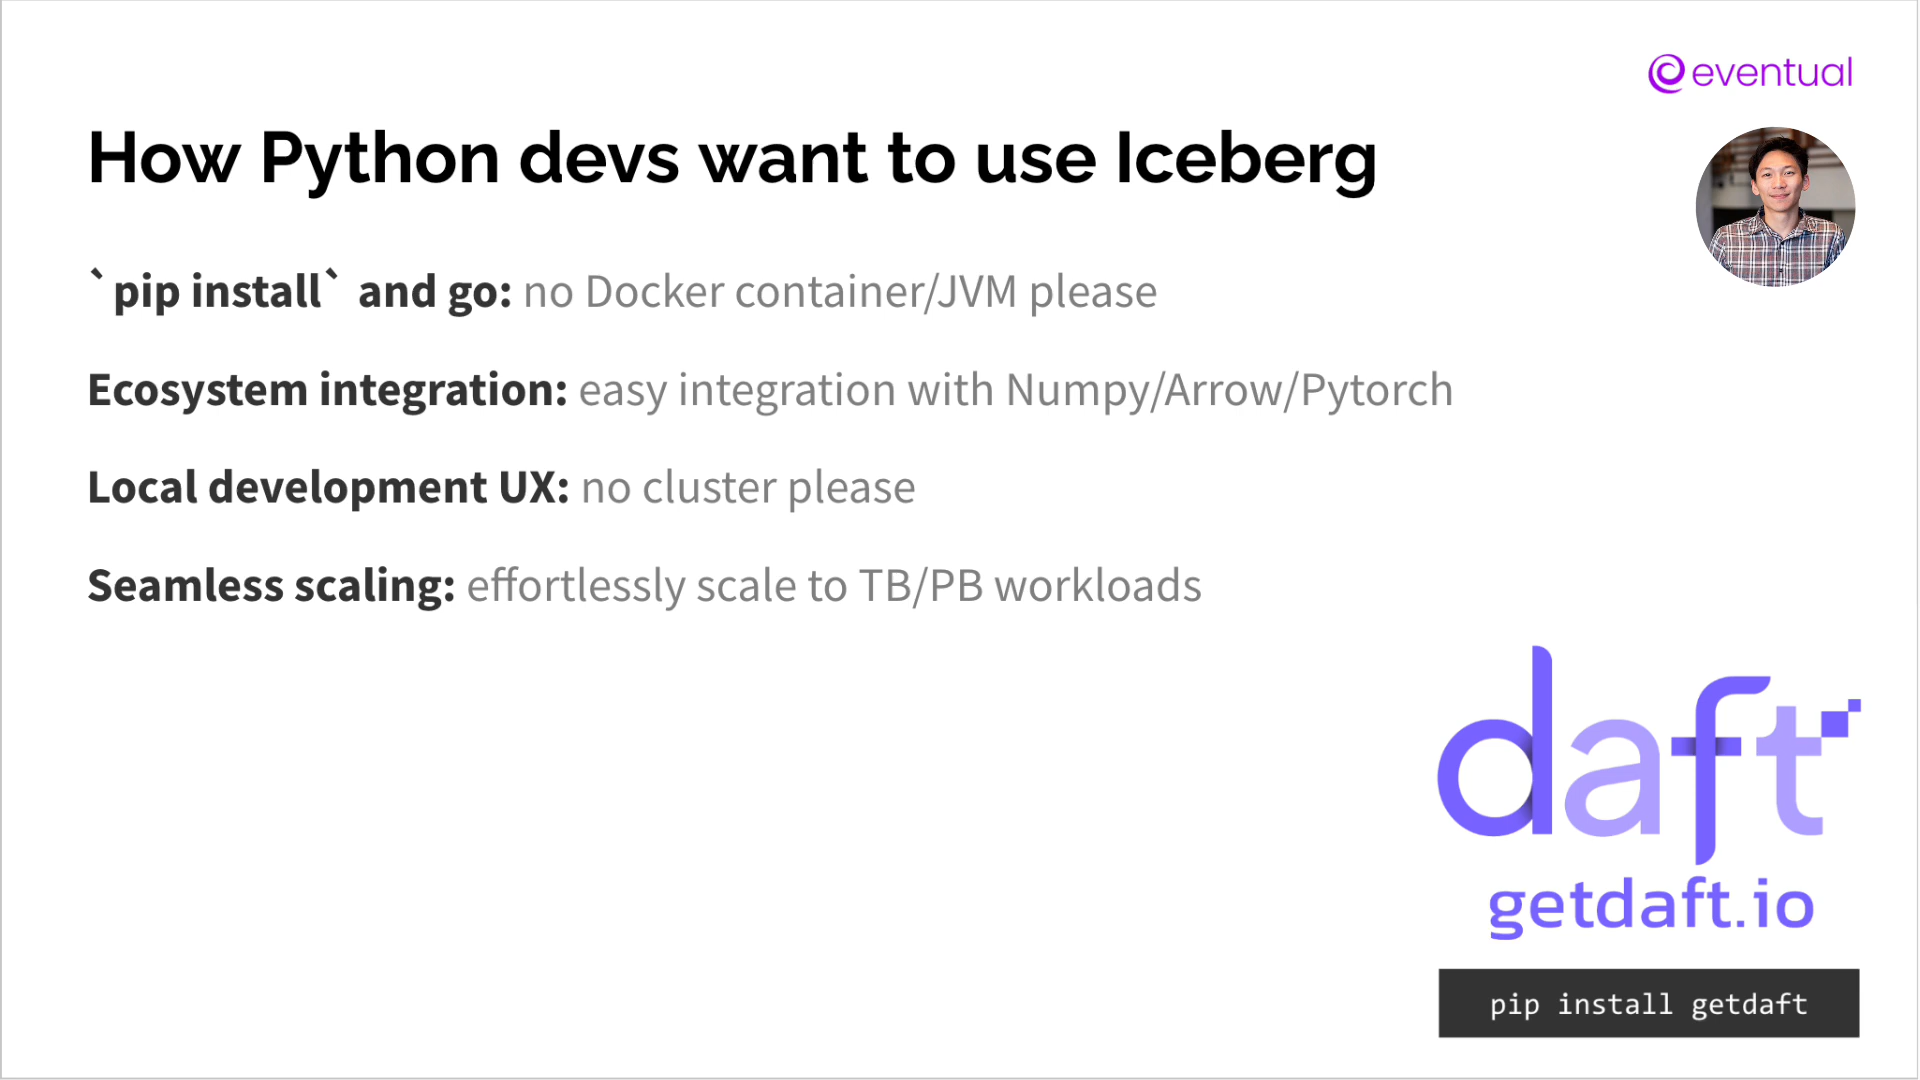 eventual
How Python devs want to use Iceberg
`pip install` and go: no Docker container/JVM please
Ecosystem integration: easy integration with Numpy/Arrow/Pytorch
Local development UX: no cluster please
Seamless scaling: effortlessly scale to TB/PB workloads
daft
getdaft.io
pip install getdaft